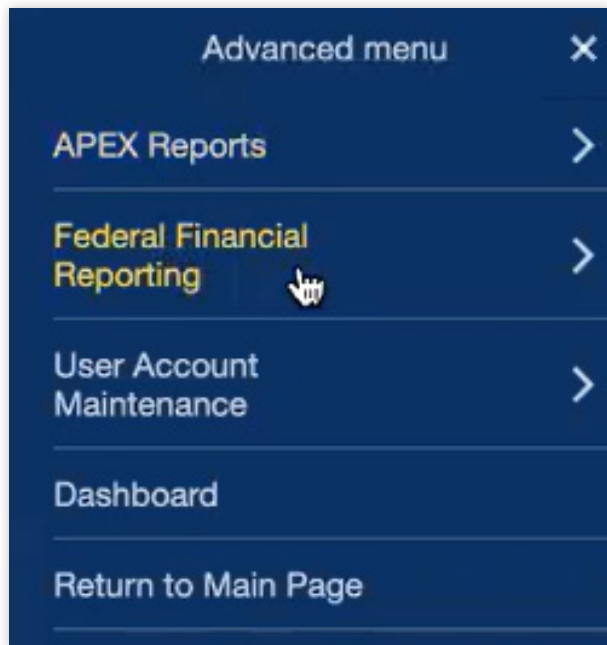 Advanced menu
APEX Reports
Federal Financial
Reporting
User Account
Maintenance
Dashboard
Return to Main Page